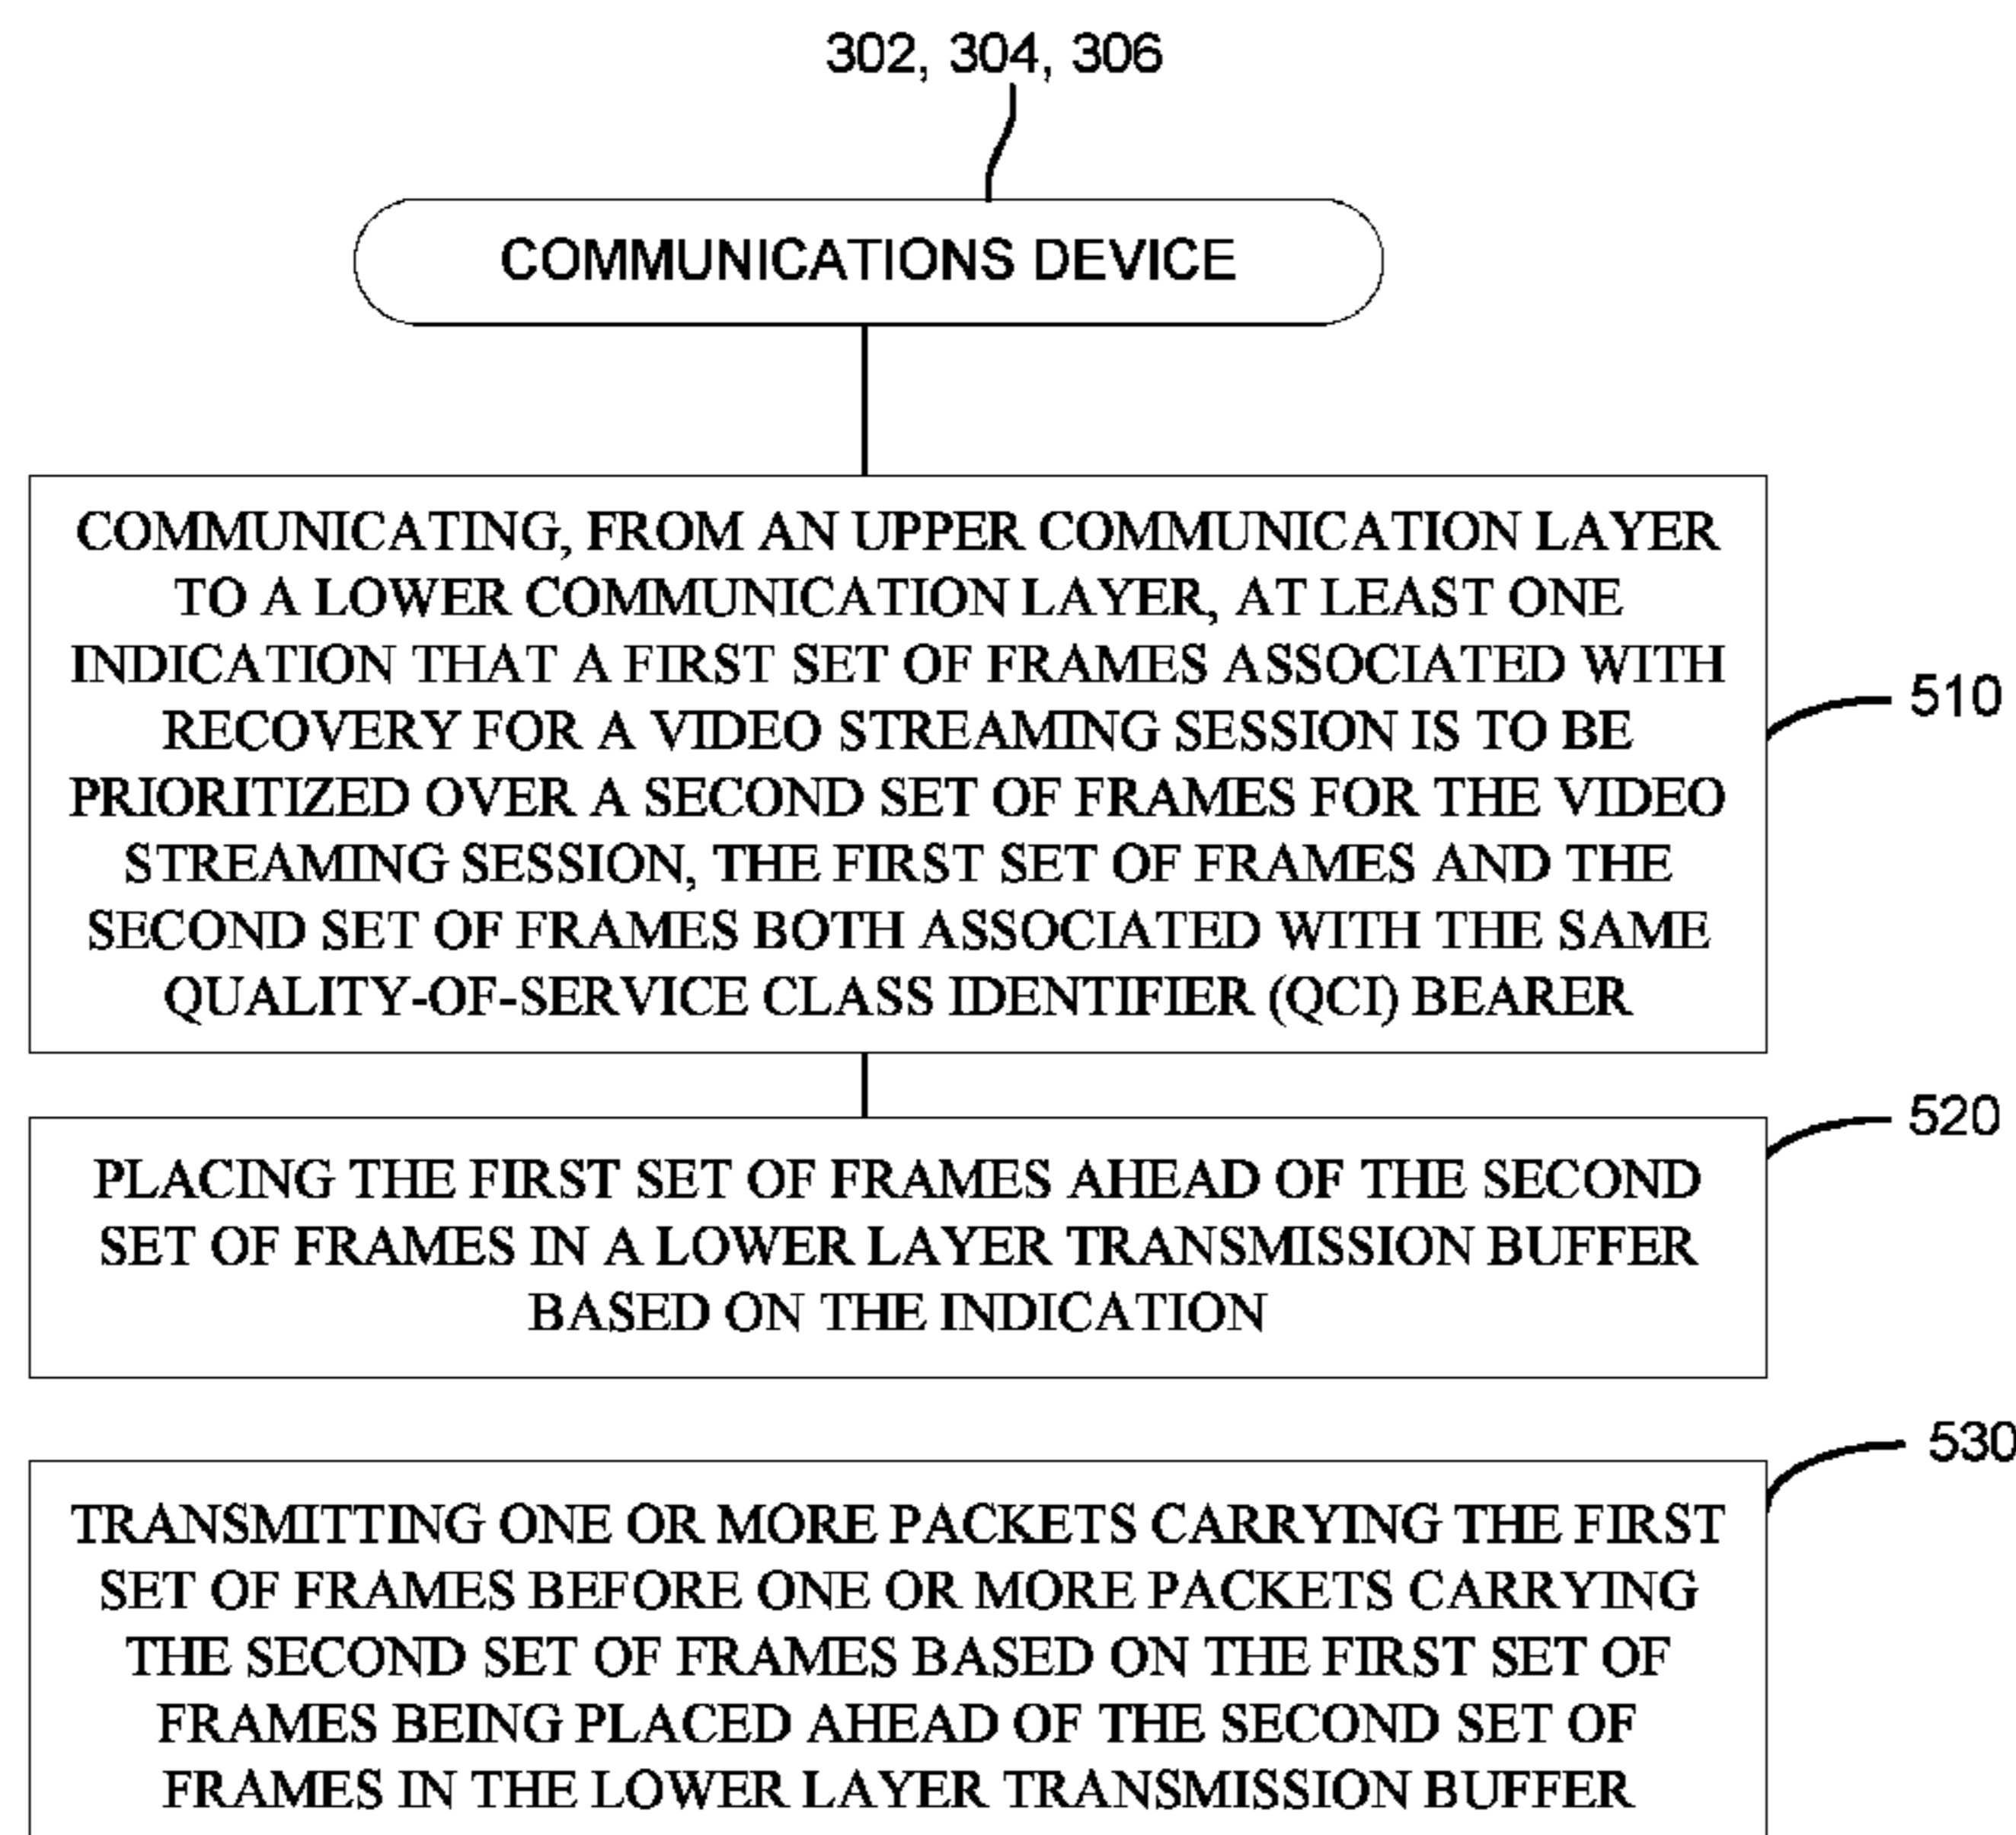 302, 304, 306
COMMUNICATIONS DEVICE
COMMUNICATING, FROM AN UPPER COMMUNICATION LAYER
TO A LOWER COMMUNICATION LAYER, AT LEAST ONE
INDICATION THAT A FIRST SET OF FRAMES ASSOCIATED WITH
RECOVERY FOR A VIDEO STREAMING SESSION IS TO BE
PRIORITIZED OVER A SECOND SET OF FRAMES FOR THE VIDEO
STREAMING SESSION, THE FIRST SET OF FRAMES AND THE
SECOND SET OF FRAMES BOTH ASSOCIATED WITH THE SAME
QUALITY-OF-SERVICE CLASS IDENTIFIER (QCI) BEARER
510
PLACING THE FIRST SET OF FRAMES AHEAD OF THE SECOND
SET OF FRAMES IN A LOWER LAYER TRANSMISSION BUFFER
BASED ON THE INDICATION
520
TRANSMITTING ONE OR MORE PACKETS CARRYING THE FIRST
SET OF FRAMES BEFORE ONE OR MORE PACKETS CARRYING
THE SECOND SET OF FRAMES BASED ON THE FIRST SET OF
FRAMES BEING PLACED AHEAD OF THE SECOND SET OF
FRAMES IN THE LOWER LAYER TRANSMISSION BUFFER
530